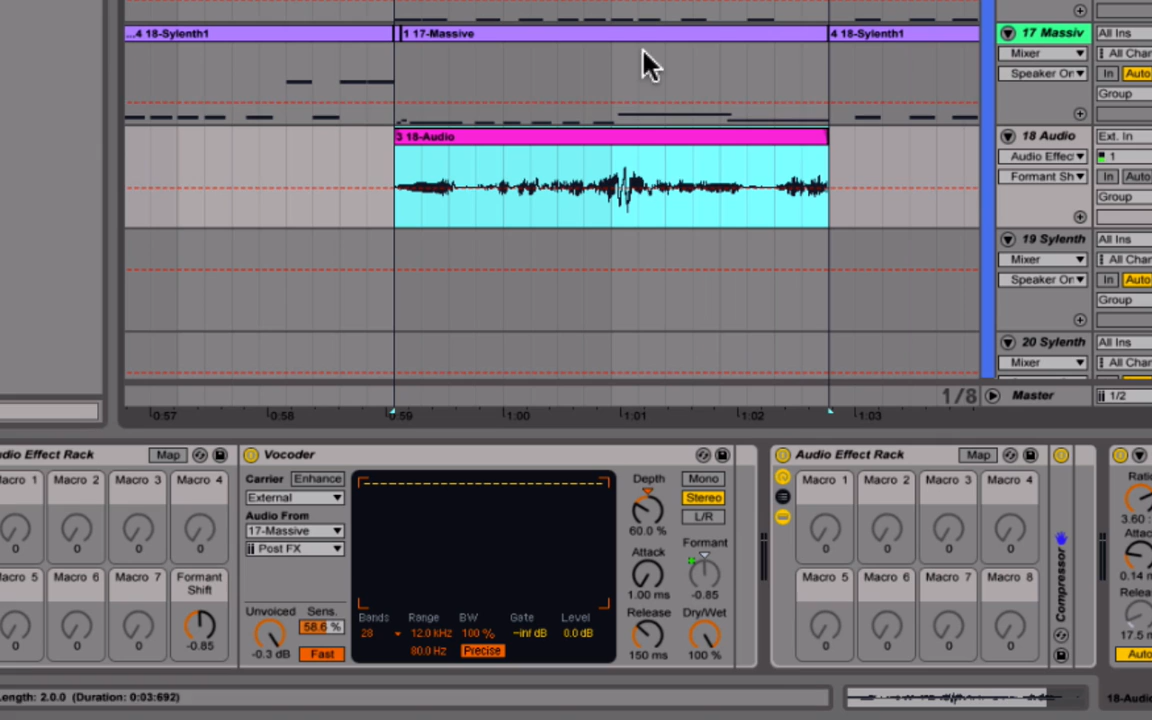 ...4 18-Sylenth1
1 17-Massive
4 18-Sylenth1
17 Massiv
All Ins
Mixer
All Chan
Speaker On
In
Auto
Group
3 18-Audio
18 Audio
Ext. In
Audio Effec
1
Formant Sh
In
Auto
Group
19 Sylenth
All Ins
Mixer
All Chan
Speaker On
In
Auto
Group
20 Sylenth
All Ins
Mixer
All Chan
1/8
Master
1/2
0:57
0:58
0:59
1:00
1:01
1:02
1:03
dio Effect Rack
Map
Macro 1
Macro 2
Macro 3
Macro 4
0
0
0
0
Macro 5
Macro 6
Macro 7
Formant
Shift
0
0
0
-0.85
Vocoder
Carrier
Enhance
External
Audio From
17-Massive
Post FX
Unvoiced
Sens.
58.6 %
-0.3 dB
Fast
Bands
Range
BW
Gate
Level
28
12.0 kHz
100 %
-inf dB
0.0 dB
80.0 Hz
Precise
Depth
Mono
Stereo
60.0 %
L/R
Attack
Formant
1.00 ms
-0.85
Release
Dry/Wet
150 ms
100 %
Audio Effect Rack
Map
Macro 1
Macro 2
Macro 3
Macro 4
0
0
0
0
Macro 5
Macro 6
Macro 7
Macro 8
0
0
0
0
Compressor
Ratio
3.60 :
Attac
0.14 m
Relea
17.5 m
Auto
Length: 2.0.0 (Duration: 0:03:692)
18-Audio